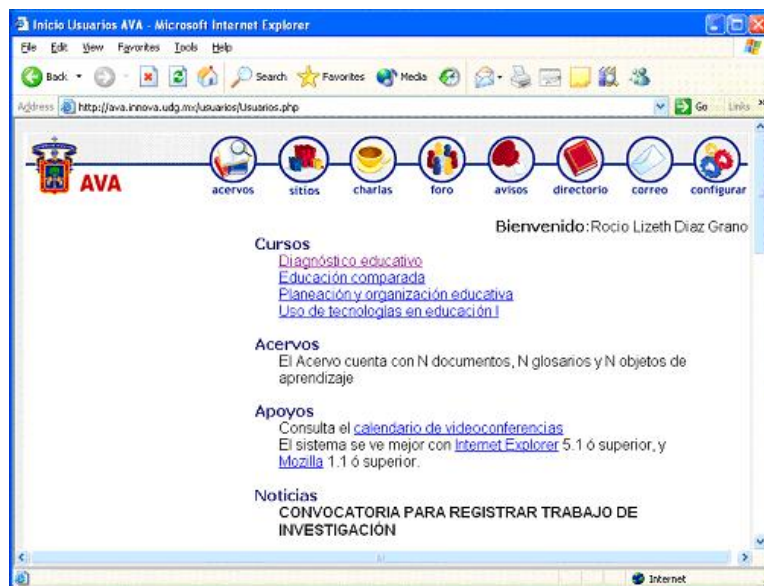 Inicio Usuarios AVA - Microsoft Internet Explorer
File Edit View Favorites Tools Help
Back Search Favorites Media
Address http://ava.innova.udg.mx/usuarios/Usuarios.php Go Links
AVA
acervos sitios charlas foro avisos directorio correo configurar
Bienvenido:Rocio Lizeth Diaz Grano
Cursos
Diagnóstico educativo
Educación comparada
Planeación y organización educativa
Uso de tecnologías en educación I
Acervos
El Acervo cuenta con N documentos, N glosarios y N objetos de
aprendizaje
Apoyos
Consulta el calendario de videoconferencias
El sistema se ve mejor con Internet Explorer 5.1 ó superior, y
Mozilla 1.1 ó superior.
Noticias
CONVOCATORIA PARA REGISTRAR TRABAJO DE
INVESTIGACIÓN
Internet